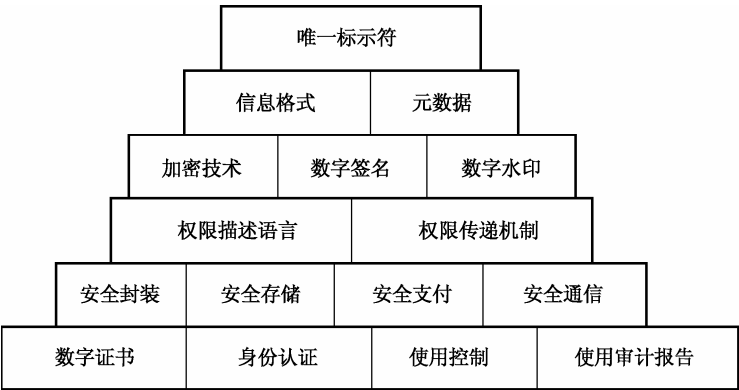 唯一标示符
信息格式 元数据
加密技术 数字签名 数字水印
权限描述语言 权限传递机制
安全封装 安全存储 安全支付 安全通信
数字证书 身份认证 使用控制 使用审计报告